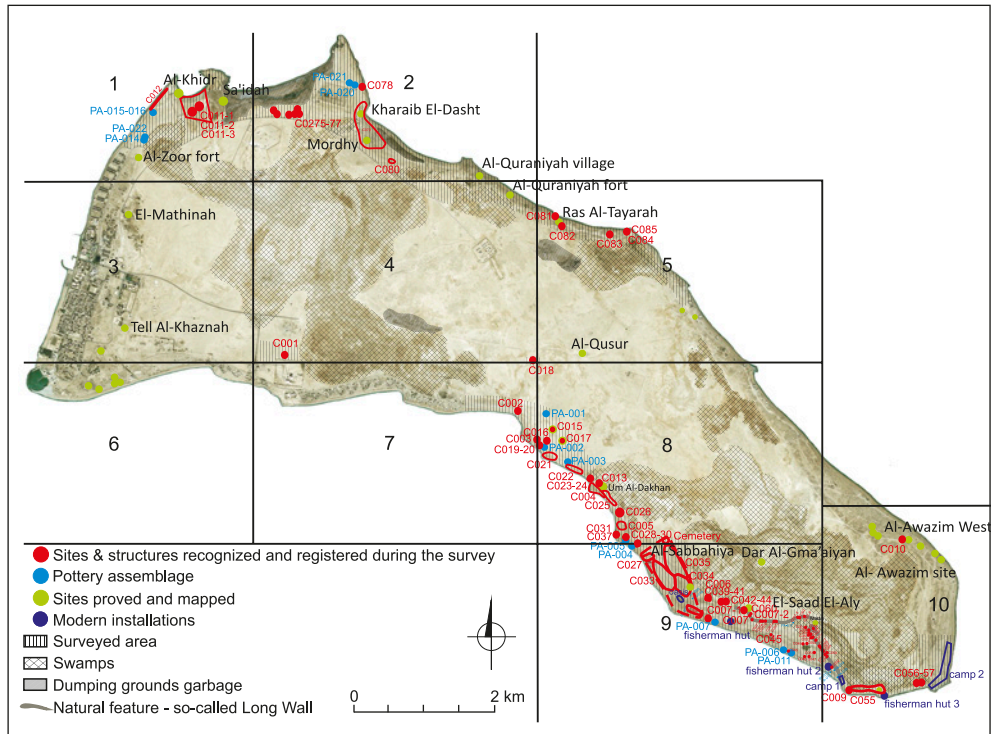 1
2
Al-Khidr
Sa'idah
C012
PA-015-016
C011-1
C011-2
C011-3
PA-022
PA-014
Al-Zoor fort
C0275-77
PA-021
PA-020
C078
Kharaib El-Dasht
Mordhy
C080
Al-Quraniyah village
Al-Quraniyah fort
El-Mathinah
3
4
5
C081
Ras Al-Tayarah
C082
C083
C085
C084
Tell Al-Khaznah
C001
Al-Qusur
C018
6
7
8
C002
PA-001
C015
C016
C003
C017
C019-20
PA-002
C021
PA-003
C022
C013
C023-24
Um Al-Dakhan
C004
C025
C026
C005
C031
C028-30
Cemetery
C037
PA-005
PA-004
Al-Sabbahiya
Dar Al-Gma'aiyan
C027
C035
C033
C034
C006
C039-41
C042-44
El-Saad El-Aly
C007-2
9
PA-007
fisherman hut
C045
PA-006
PA-011
fisherman hut 2
camp 1
C009
C055
C056-57
camp 2
fisherman hut 3
Al-Awazim West
C010
Al- Awazim site
10
Sites & structures recognized and registered during the survey
Pottery assemblage
Sites proved and mapped
Modern installations
Surveyed area
Swamps
Dumping grounds garbage
Natural feature - so-called Long Wall
0
2 km